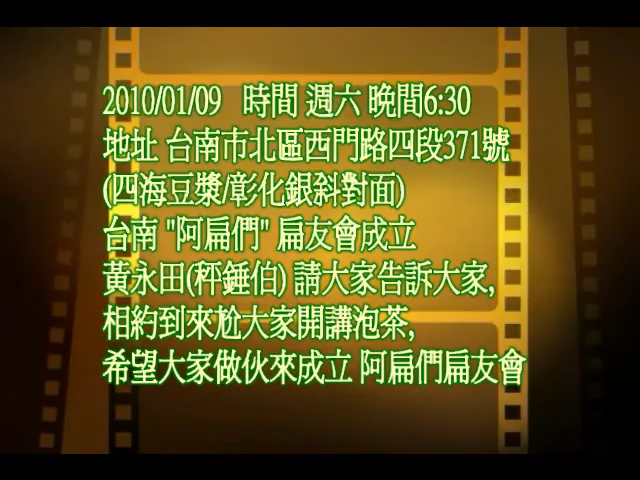 2010/01/09 時間 週六 晚間6:30
地址 台南市北區西門路四段371號
(四海豆漿/彰化銀斜對面)
台南 "阿扁們" 扁友會成立
黃永田(秤錘伯) 請大家告訴大家,
相約到來尬大家開講泡茶,
希望大家做伙來成立 阿扁們扁友會